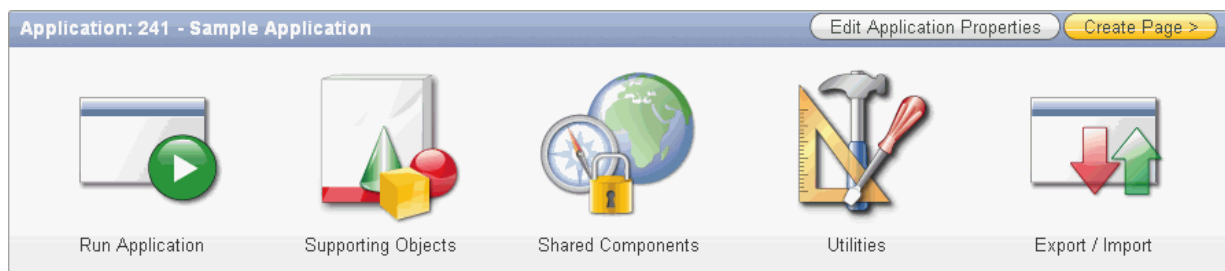 Application: 241 - Sample Application
Edit Application Properties
Create Page >
Run Application
Supporting Objects
Shared Components
Utilities
Export / Import